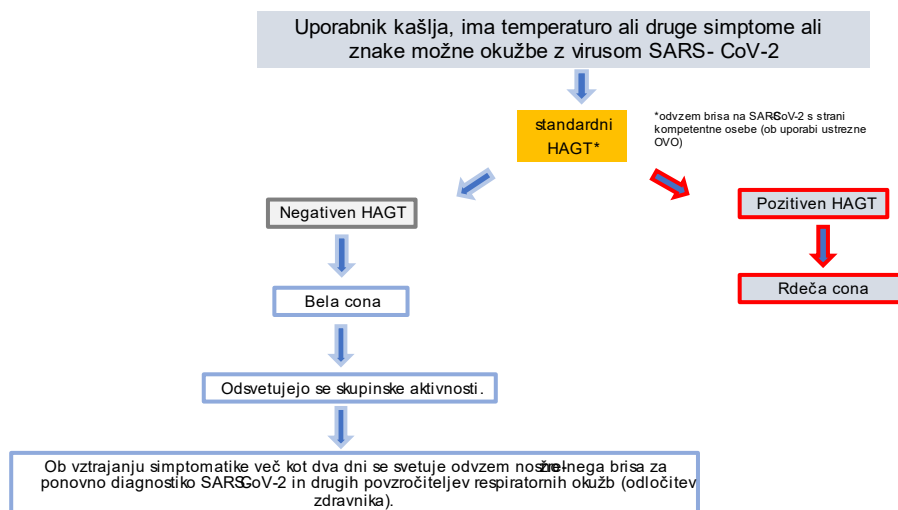 Uporabnik kašlja, ima temperaturo ali druge simptome ali
znake možne okužbe z virusom SARS- CoV-2
standardni
HAGT*
*odvzem brisa na SARS-CoV-2 s strani
kompetentne osebe (ob uporabi ustrezne
OVO)
Negativen HAGT
Pozitiven HAGT
Bela cona
Rdeča cona
Odsvetujejo se skupinske aktivnosti.
Ob vztrajanju simptomatike več kot dva dni se svetuje odvzem nosno-žrelnega brisa za
ponovno diagnostiko SARS-CoV-2 in drugih povzročiteljev respiratornih okužb (odločitev
zdravnika).